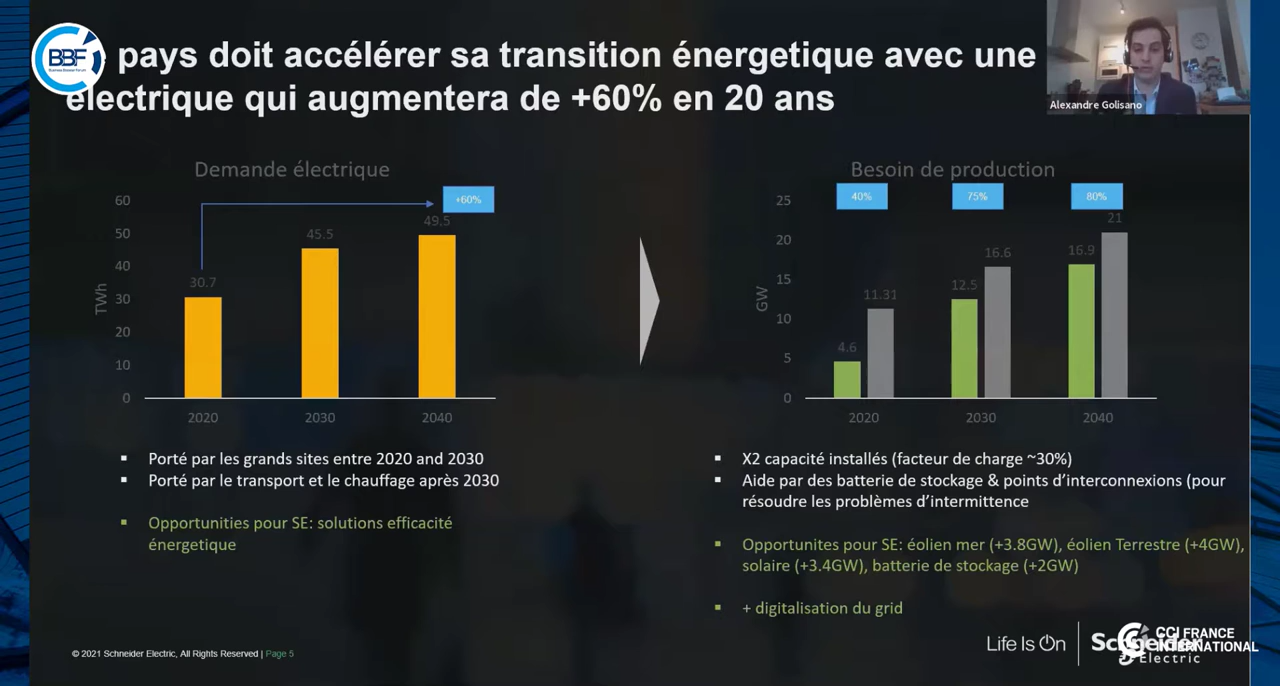 BBF
pays doit accélérer sa transition énergetique avec une
électrique qui augmentera de +60% en 20 ans
Alexandre Golisano
Demande électrique
+60%
60
50
40
30
20
10
0
TWh
30.7
45.5
49.5
2020
2030
2040
Porté par les grands sites entre 2020 and 2030
Porté par le transport et le chauffage après 2030
Opportunities pour SE: solutions efficacité
énergetique
Besoin de production
40%
75%
80%
25
20
15
10
5
0
GW
4.6
11.31
12.5
16.6
16.9
21
2020
2030
2040
X2 capacité installés (facteur de charge ~30%)
Aide par des batterie de stockage & points d'interconnexions (pour
résoudre les problèmes d'intermittence
Opportunites pour SE: éolien mer (+3.8GW), éolien Terrestre (+4GW),
solaire (+3.4GW), batterie de stockage (+2GW)
+ digitalisation du grid
© 2021 Schneider Electric, All Rights Reserved | Page 5
Life Is On
Electric
CCI FRANCE
INTERNATIONAL